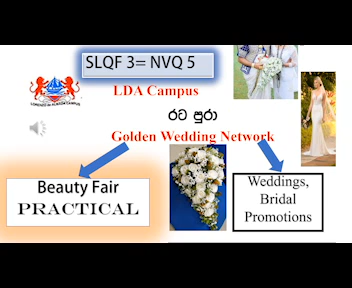 SLQF 3= NVQ 5
LDA Campus
රට පුරා
Golden Wedding Network
Beauty Fair
PRACTICAL
Weddings,
Bridal
Promotions